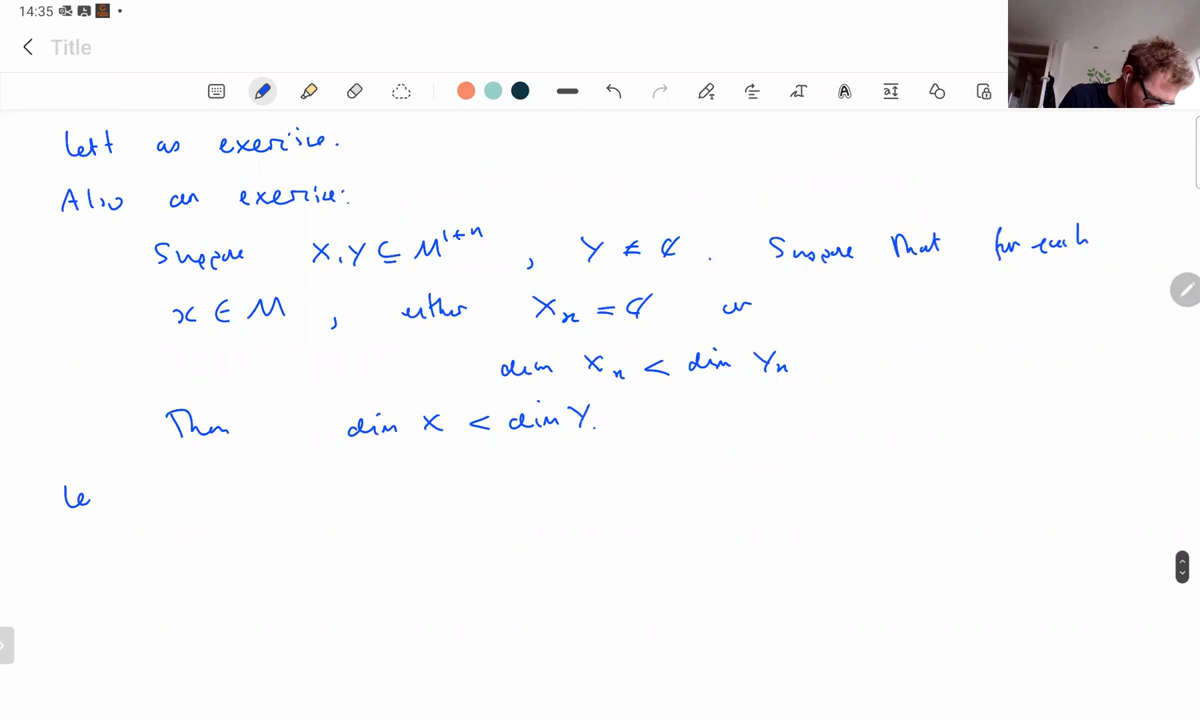 14:35
Title
left as exercise.
Also an exercise:
Suppose X, Y ⊆ M^{1+n}, Y ≠ ∅. Suppose that for each
x ∈ M, either X_x = ∅ or
dim X_x < dim Y_x
Then dim X < dim Y.
Le